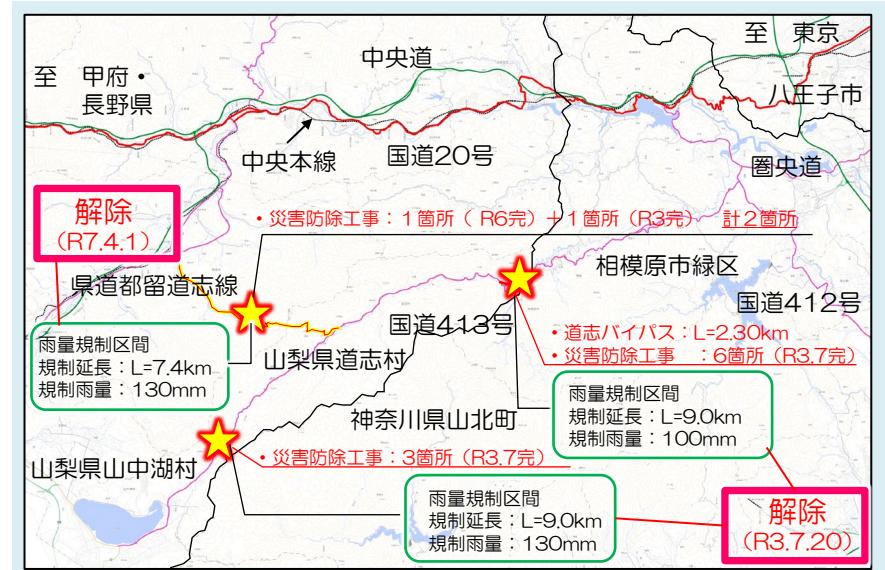 至 東京
中央道
至 甲府・
長野県
八王子市
中央本線
国道20号
圏央道
解除
(R7.4.1)
・災害防除工事：1箇所（ R6完）＋1箇所（R3完） 計2箇所
相模原市緑区
県道都留道志線
国道412号
国道413号
・道志バイパス：L=2.30km
・災害防除工事 ：6箇所（R3.7完）
雨量規制区間
規制延長：L=7.4km
規制雨量：130mm
山梨県道志村
雨量規制区間
規制延長：L=9.0km
規制雨量：100mm
神奈川県山北町
山梨県山中湖村
・災害防除工事：3箇所（R3.7完）
雨量規制区間
規制延長：L=9.0km
規制雨量：130mm
解除
(R3.7.20)